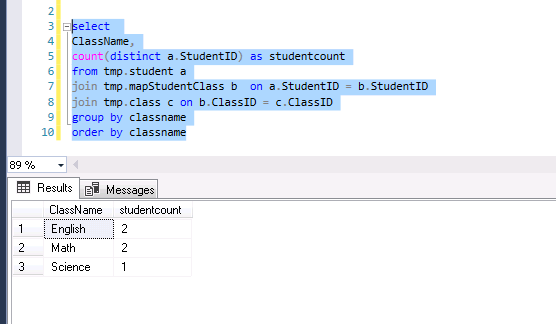 2
3 select
4 ClassName,
5 count(distinct a.StudentID) as studentcount
6 from tmp.student a
7 join tmp.mapStudentClass b  on a.StudentID = b.StudentID
8 join tmp.class c on b.ClassID = c.ClassID
9 group by classname
10 order by classname
89 %
Results Messages
ClassName studentcount
1 English 2
2 Math 2
3 Science 1